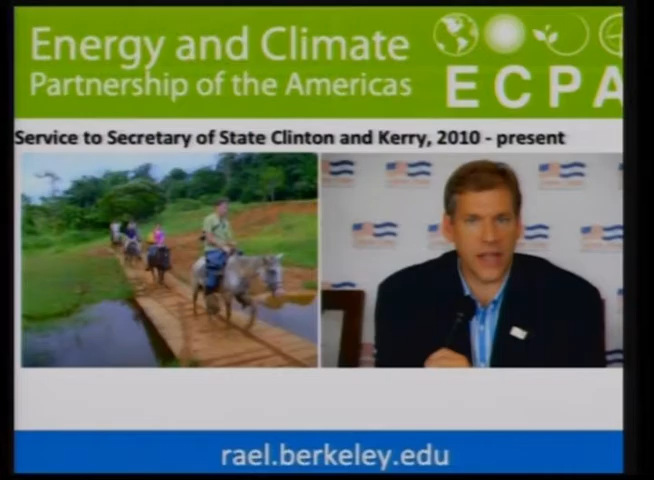 Energy and Climate
Partnership of the Americas
ECPA
Service to Secretary of State Clinton and Kerry, 2010 - present
rael.berkeley.edu